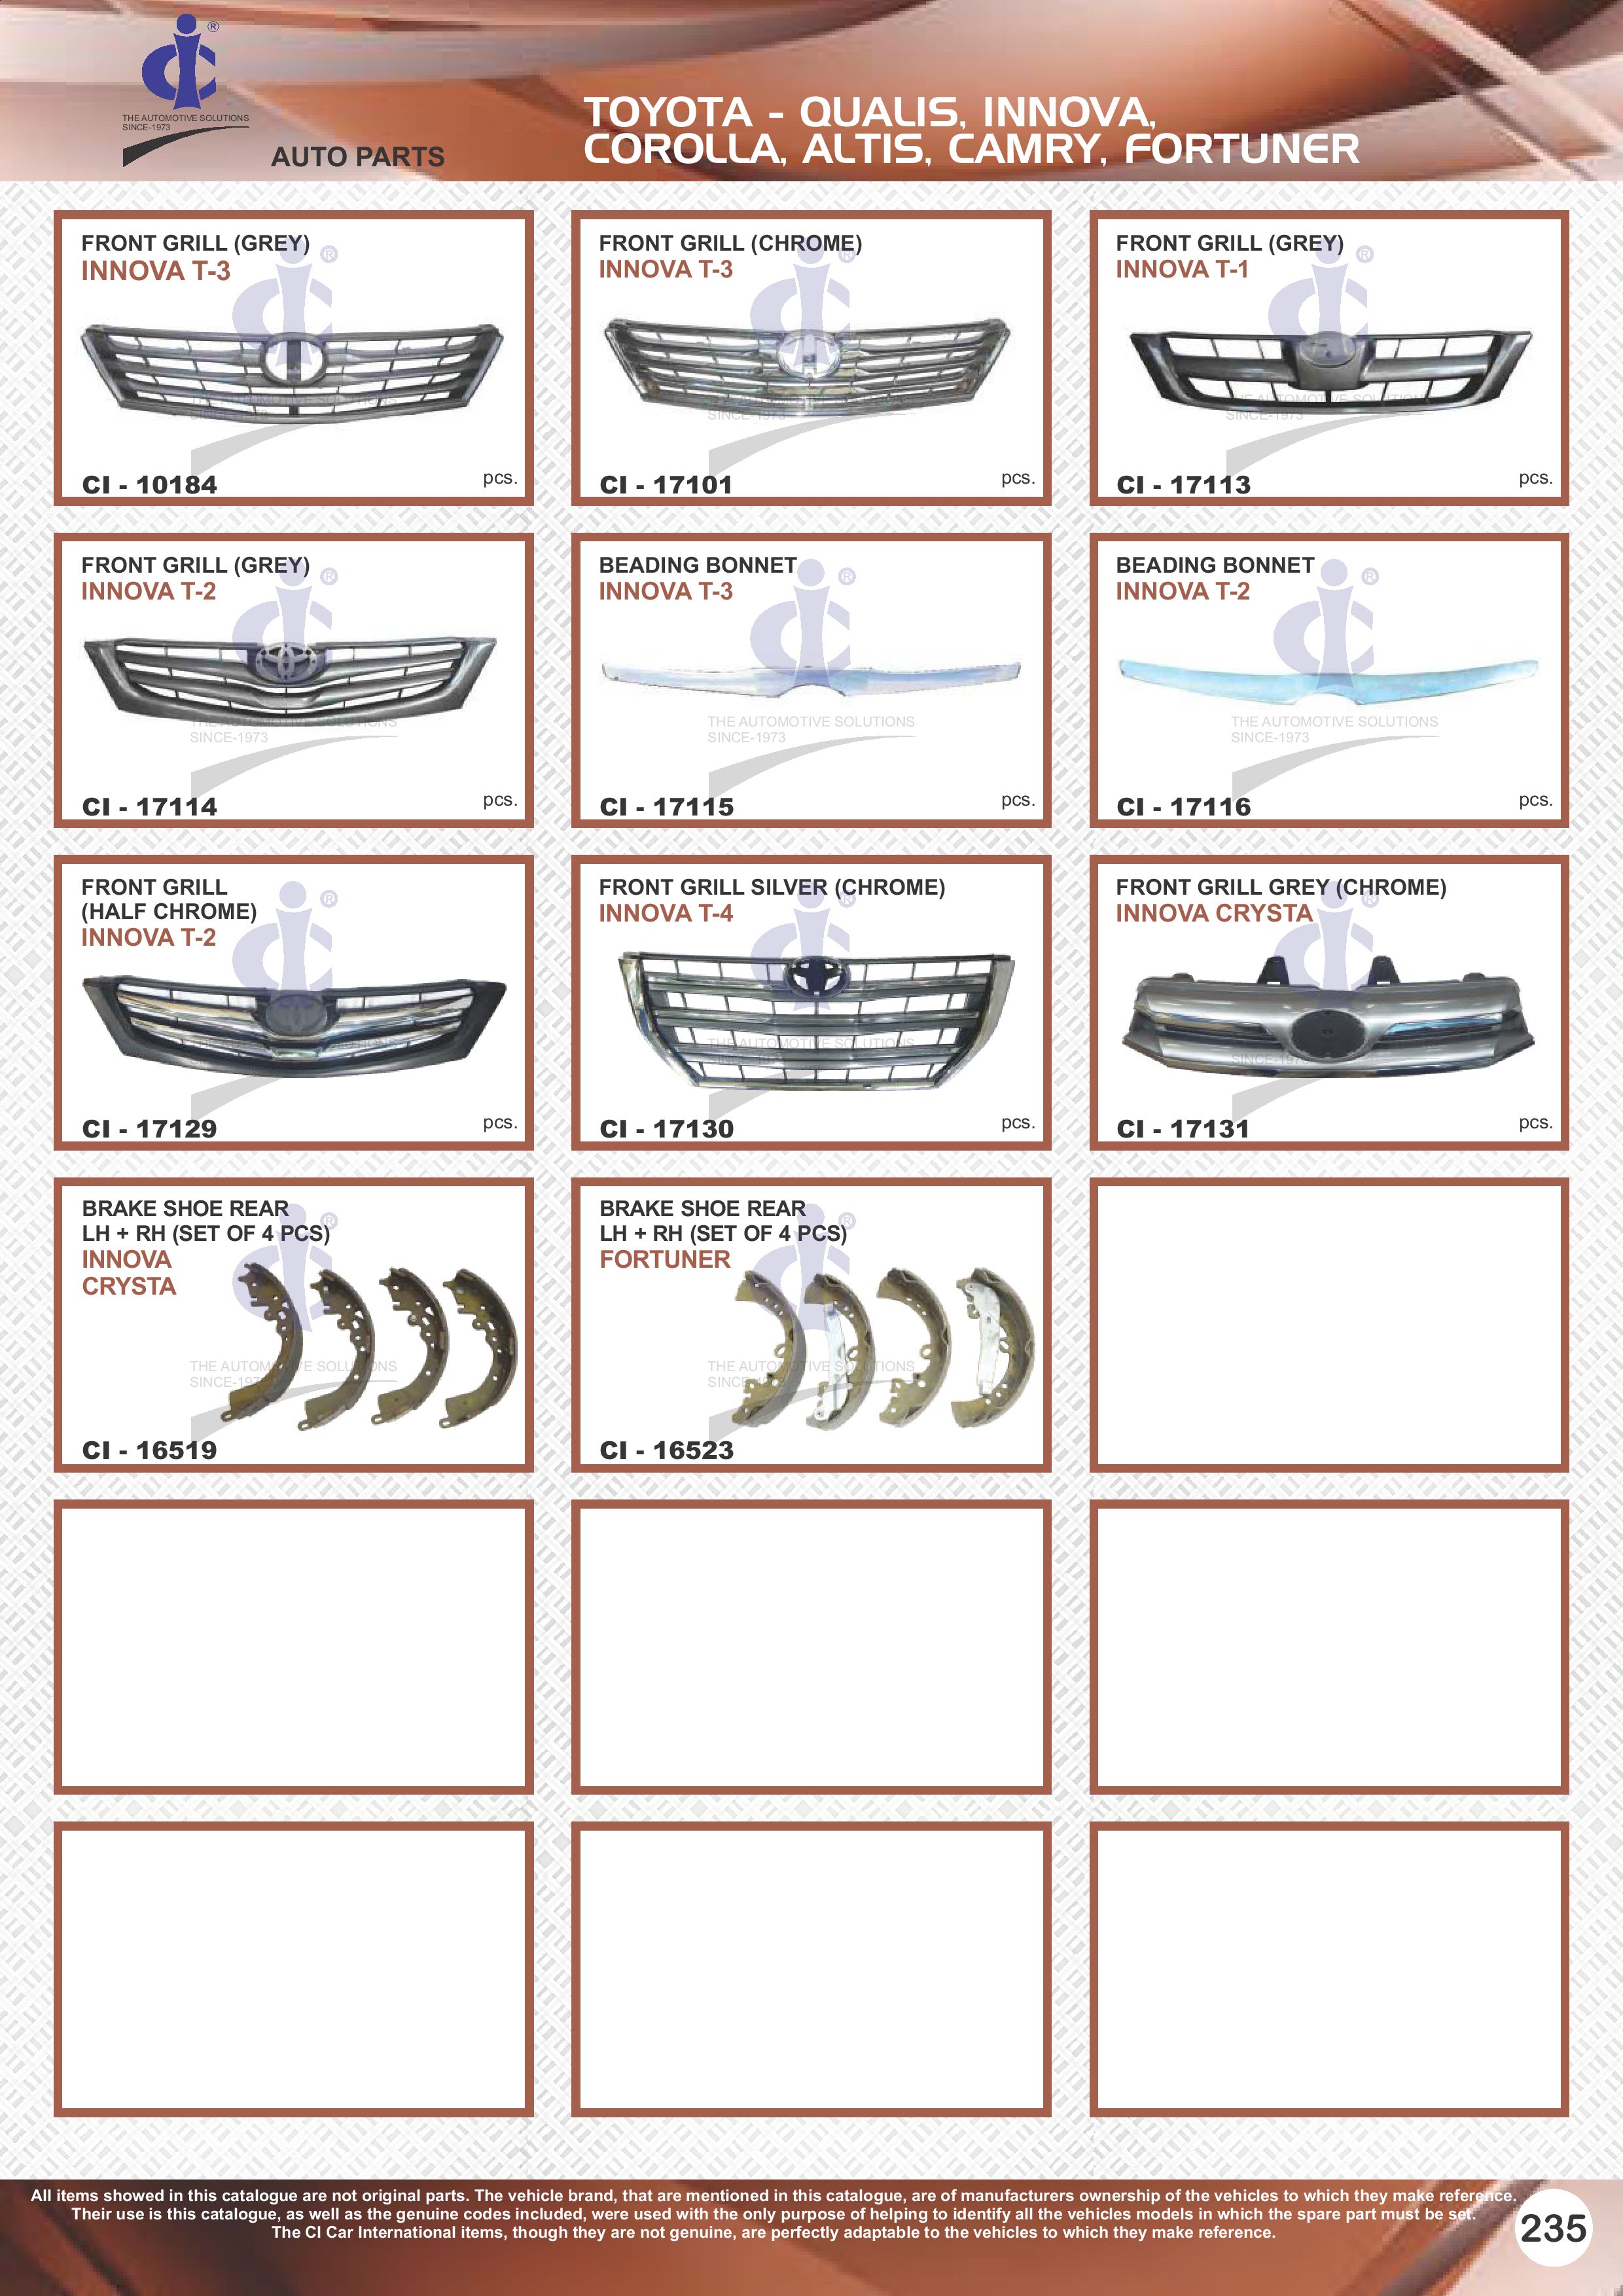 ®
THE AUTOMOTIVE SOLUTIONS
SINCE-1973
AUTO PARTS
TOYOTA - QUALIS, INNOVA,
COROLLA, ALTIS, CAMRY, FORTUNER
FRONT GRILL (GREY)
INNOVA T-3
CI - 10184
pcs.
FRONT GRILL (CHROME)
INNOVA T-3
CI - 17101
pcs.
FRONT GRILL (GREY)
INNOVA T-1
CI - 17113
pcs.
FRONT GRILL (GREY)
INNOVA T-2
CI - 17114
pcs.
BEADING BONNET
INNOVA T-3
THE AUTOMOTIVE SOLUTIONS
SINCE-1973
CI - 17115
pcs.
BEADING BONNET
INNOVA T-2
THE AUTOMOTIVE SOLUTIONS
SINCE-1973
CI - 17116
pcs.
FRONT GRILL
(HALF CHROME)
INNOVA T-2
CI - 17129
pcs.
FRONT GRILL SILVER (CHROME)
INNOVA T-4
CI - 17130
pcs.
FRONT GRILL GREY (CHROME)
INNOVA CRYSTA
CI - 17131
pcs.
BRAKE SHOE REAR
LH + RH (SET OF 4 PCS)
INNOVA
CRYSTA
CI - 16519
BRAKE SHOE REAR
LH + RH (SET OF 4 PCS)
FORTUNER
CI - 16523
All items showed in this catalogue are not original parts. The vehicle brand, that are mentioned in this catalogue, are of manufacturers ownership of the vehicles to which they make reference.
Their use is this catalogue, as well as the genuine codes included, were used with the only purpose of helping to identify all the vehicles models in which the spare part must be set.
The CI Car International items, though they are not genuine, are perfectly adaptable to the vehicles to which they make reference.
235